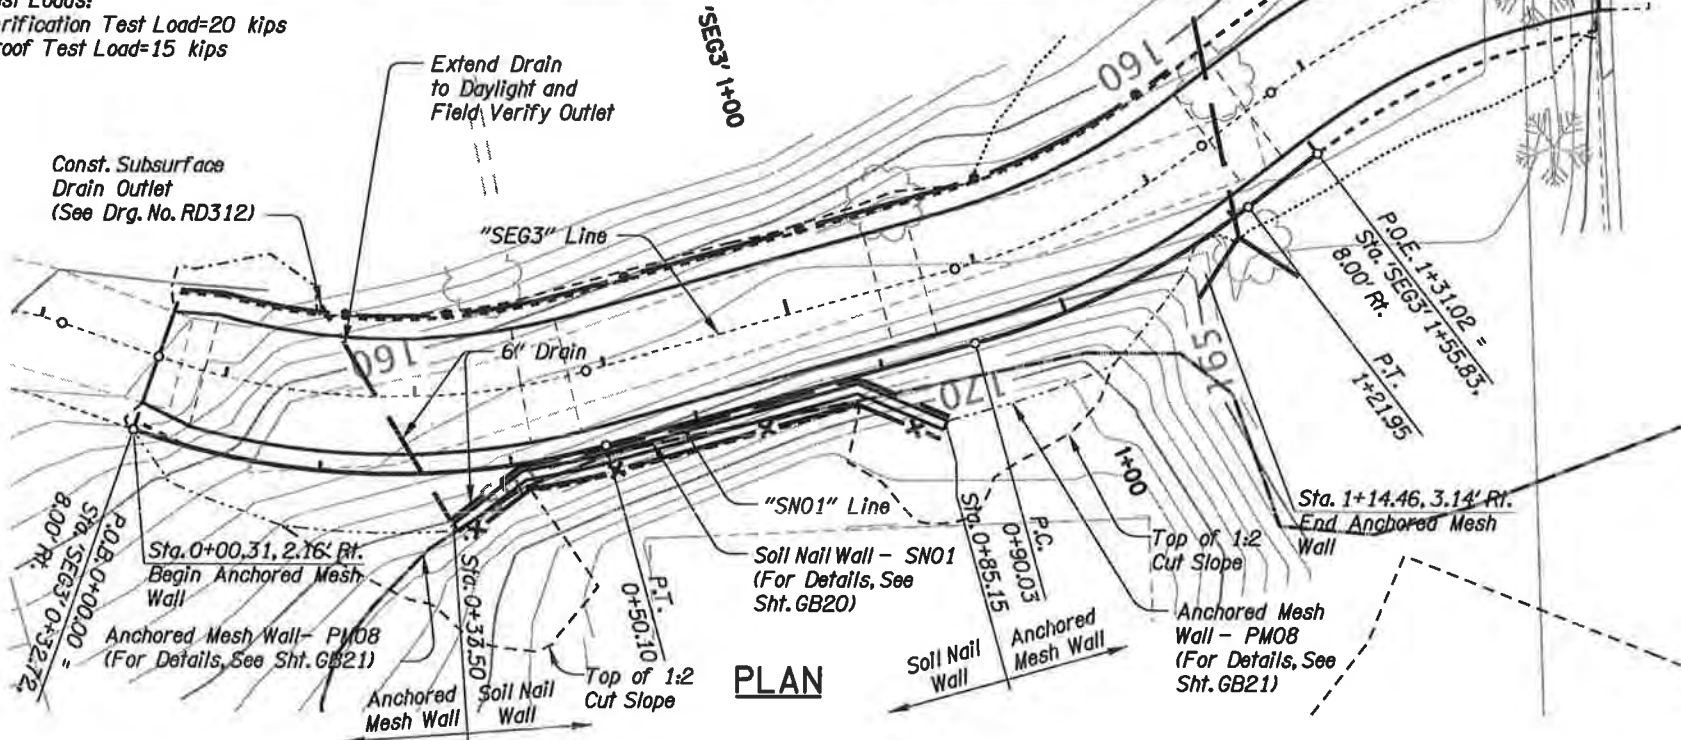 Verification Test Load=20 kips
Proof Test Load=15 kips
'SEG3' 1+00
Extend Drain
to Daylight and
Field Verify Outlet
Const. Subsurface
Drain Outlet
(See Drg. No. RD312)
"SEG3" Line
160
160
6" Drain
170
165
P.O.E. 1+31.02 =
Sta. 'SEG3' 1+55.83,
8.00' Rt.
P.T.
1+21.95
1+00
"SN01" Line
Sta. 0+00.31, 2.16' Rt.
Begin Anchored Mesh
Wall
P.O.B. 0+00.00 =
Sta. 'SEG3' 0+32.72,
8.00' Rt.
Anchored Mesh Wall- PM08
(For Details, See Sht. GB21)
Sta. 0+33.50
P.T.
0+50.10
Soil Nail Wall - SN01
(For Details, See
Sht. GB20)
Sta. 0+85.15
P.C.
0+90.03
Top of 1:2
Cut Slope
Sta. 1+14.46, 3.14' Rt.
End Anchored Mesh
Wall
Anchored Mesh
Wall - PM08
(For Details, See
Sht. GB21)
Top of 1:2
Cut Slope
Anchored
Mesh Wall
Soil Nail
Wall
Soil Nail
Wall
Anchored
Mesh Wall
PLAN